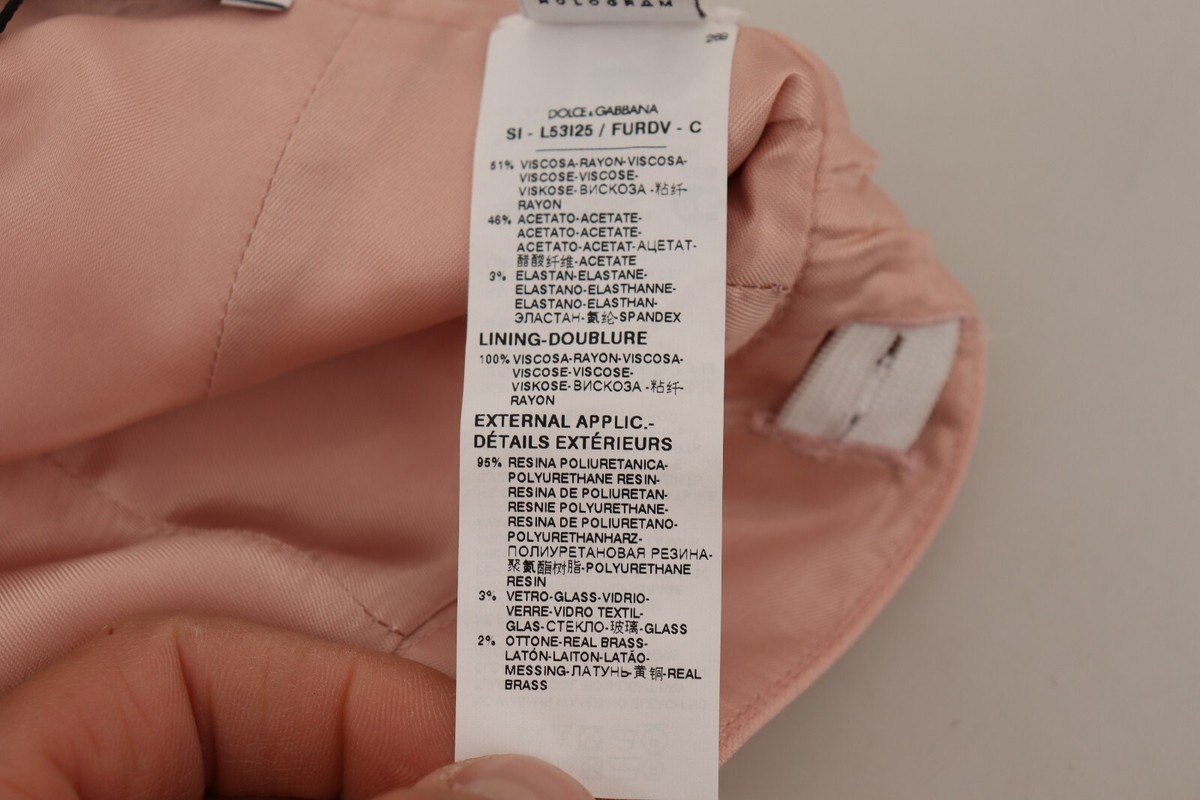 HOLOGRAM
269
DOLCE & GABBANA
SI - L53I25 / FURDV - C
51% VISCOSA-RAYON-VISCOSA-
VISCOSE-VISCOSE-
VISKOSE-ВИСКОЗА -粘纤-
RAYON
46% ACETATO-ACETATE-
ACETATO-ACETATE-
ACETATO-ACETAT-АЦЕТАТ-
醋酸纤维-ACETATE
3% ELASTAN-ELASTANE-
ELASTANO-ELASTHANNE-
ELASTANO-ELASTHAN-
ЭЛАСТАН-氨纶-SPANDEX
LINING-DOUBLURE
100% VISCOSA-RAYON-VISCOSA-
VISCOSE-VISCOSE-
VISKOSE-ВИСКОЗА -粘纤-
RAYON
EXTERNAL APPLIC.-
DÉTAILS EXTÉRIEURS
95% RESINA POLIURETANICA-
POLYURETHANE RESIN-
RESINA DE POLIURETAN-
RESNIE POLYURETHANE-
RESINA DE POLIURETANO-
POLYURETHANHARZ-
ПОЛИУРЕТАНОВАЯ РЕЗИНА-
聚氨酯树脂-POLYURETHANE
RESIN
3% VETRO-GLASS-VIDRIO-
VERRE-VIDRO TEXTIL-
GLAS-СТЕКЛО-玻璃-GLASS
2% OTTONE-REAL BRASS-
LATÓN-LAITON-LATÃO-
MESSING-ЛАТУНЬ-黄铜-REAL
BRASS